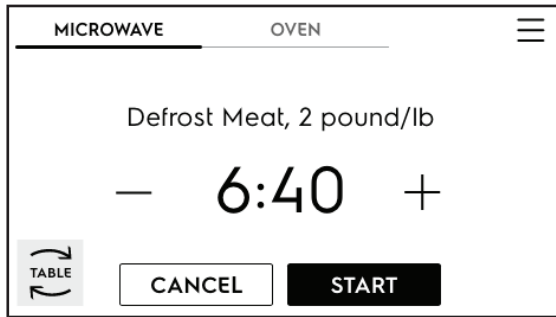 MICROWAVE OVEN
Defrost Meat, 2 pound/lb
— 6:40 +
TABLE
CANCEL START